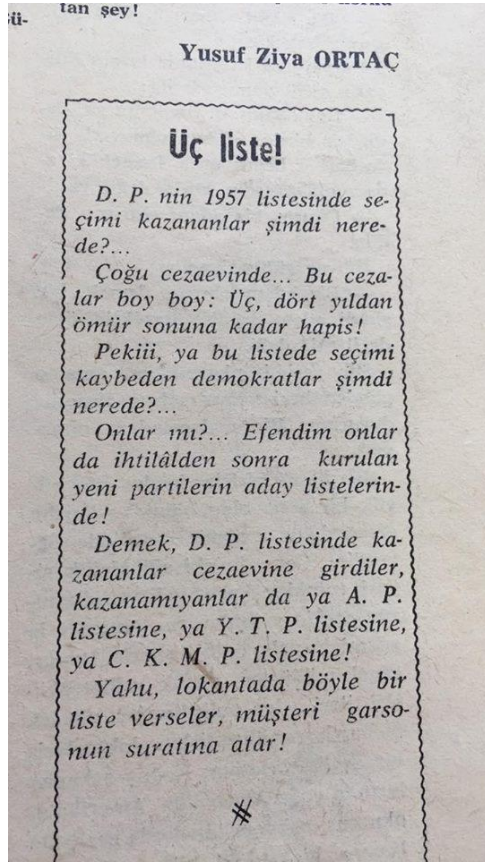 tan şey!
Yusuf Ziya ORTAÇ
Üç liste!
D. P. nin 1957 listesinde se-
çimi kazananlar şimdi nere-
de?...
Çoğu cezaevinde... Bu ceza-
lar boy boy: Üç, dört yıldan
ömür sonuna kadar hapis!
Pekiii, ya bu listede seçimi
kaybeden demokratlar şimdi
nerede?...
Onlar mı?... Efendim onlar
da ihtilâlden sonra kurulan
yeni partilerin aday listelerin-
de!
Demek, D. P. listesinde ka-
zananlar cezaevine girdiler,
kazanamıyanlar da ya A. P.
listesine, ya Y. T. P. listesine,
ya C. K. M. P. listesine!
Yahu, lokantada böyle bir
liste verseler, müşteri garso-
nun suratına atar!